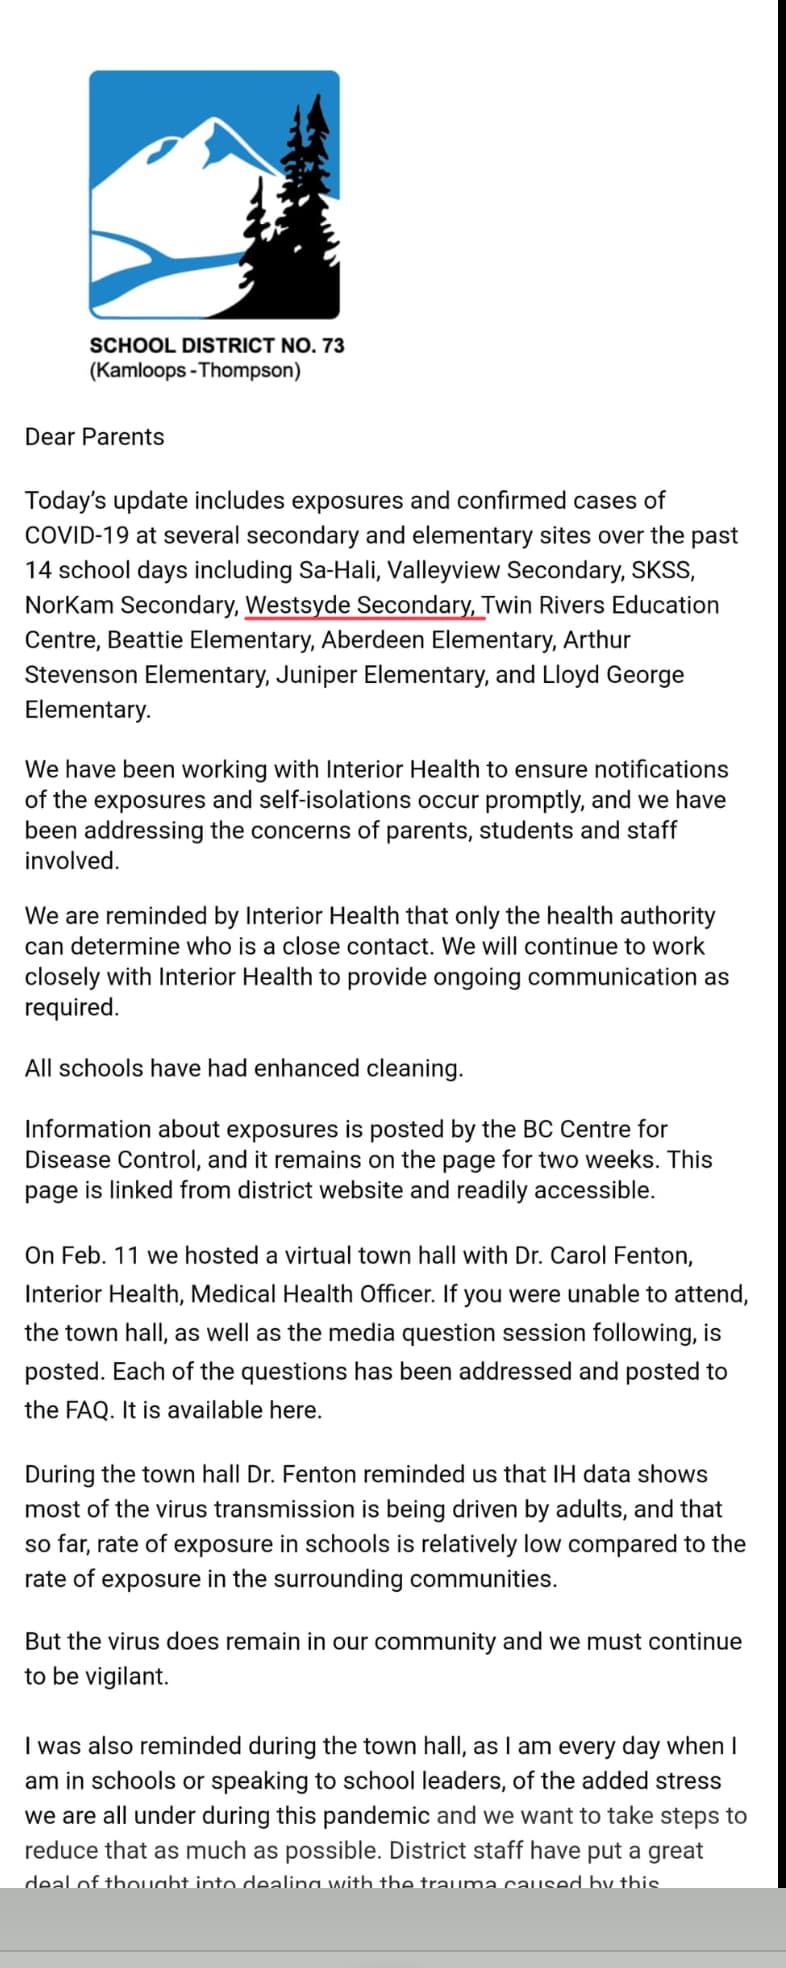 SCHOOL DISTRICT NO. 73
(Kamloops - Thompson)
Dear Parents
Today's update includes exposures and confirmed cases of
COVID-19 at several secondary and elementary sites over the past
14 school days including Sa-Hali, Valleyview Secondary, SKSS,
NorKam Secondary, Westsyde Secondary, Twin Rivers Education
Centre, Beattie Elementary, Aberdeen Elementary, Arthur
Stevenson Elementary, Juniper Elementary, and Lloyd George
Elementary.
We have been working with Interior Health to ensure notifications
of the exposures and self-isolations occur promptly, and we have
been addressing the concerns of parents, students and staff
involved.
We are reminded by Interior Health that only the health authority
can determine who is a close contact. We will continue to work
closely with Interior Health to provide ongoing communication as
required.
All schools have had enhanced cleaning.
Information about exposures is posted by the BC Centre for
Disease Control, and it remains on the page for two weeks. This
page is linked from district website and readily accessible.
On Feb. 11 we hosted a virtual town hall with Dr. Carol Fenton,
Interior Health, Medical Health Officer. If you were unable to attend,
the town hall, as well as the media question session following, is
posted. Each of the questions has been addressed and posted to
the FAQ. It is available here.
During the town hall Dr. Fenton reminded us that IH data shows
most of the virus transmission is being driven by adults, and that
so far, rate of exposure in schools is relatively low compared to the
rate of exposure in the surrounding communities.
But the virus does remain in our community and we must continue
to be vigilant.
I was also reminded during the town hall, as I am every day when I
am in schools or speaking to school leaders, of the added stress
we are all under during this pandemic and we want to take steps to
reduce that as much as possible. District staff have put a great
deal of thought into dealing with the trauma caused by this